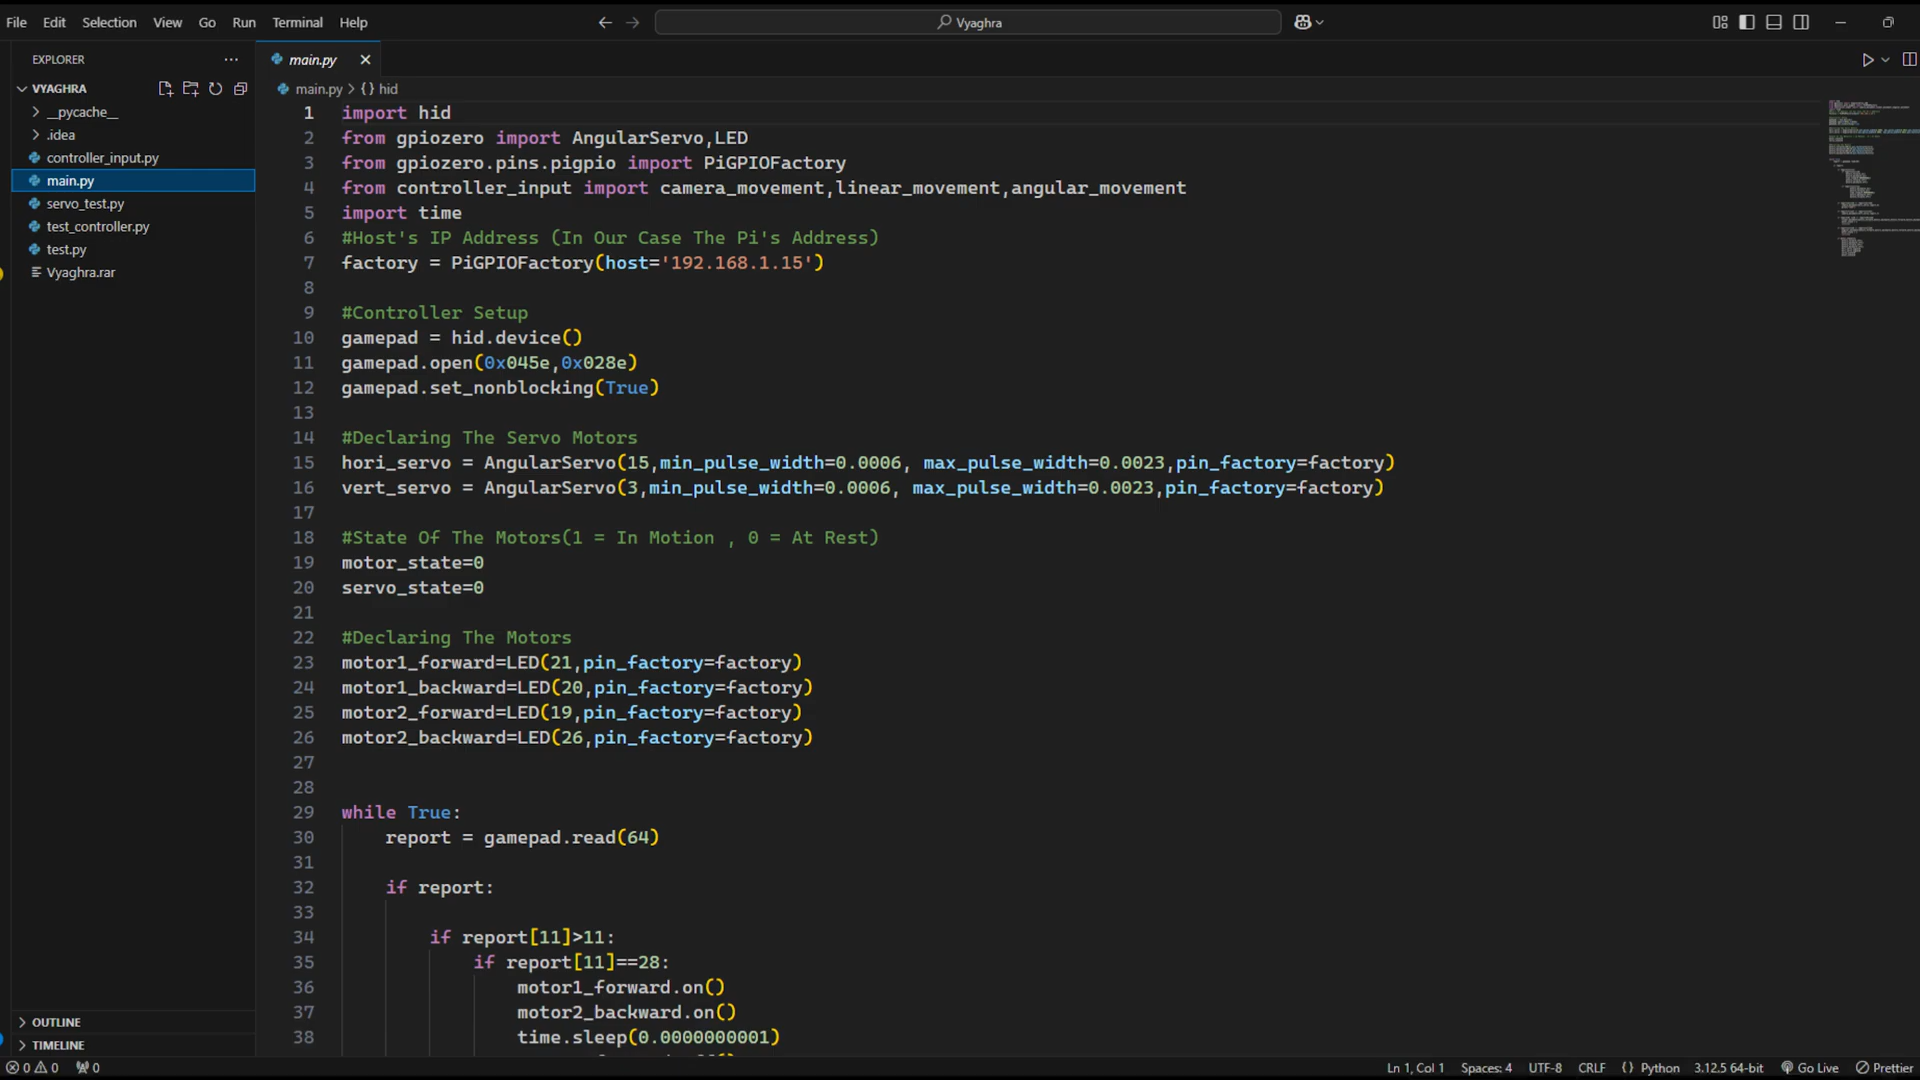 File Edit Selection View Go Run Terminal Help
Vyaghra
EXPLORER
VYAGHRA
__pycache__
.idea
controller_input.py
main.py
servo_test.py
test_controller.py
test.py
Vyaghra.rar
OUTLINE
TIMELINE
main.py
main.py > {} hid
1 import hid
2 from gpiozero import AngularServo,LED
3 from gpiozero.pins.pigpio import PiGPIOFactory
4 from controller_input import camera_movement,linear_movement,angular_movement
5 import time
6 #Host's IP Address (In Our Case The Pi's Address)
7 factory = PiGPIOFactory(host='192.168.1.15')
8
9 #Controller Setup
10 gamepad = hid.device()
11 gamepad.open(0x045e,0x028e)
12 gamepad.set_nonblocking(True)
13
14 #Declaring The Servo Motors
15 hori_servo = AngularServo(15,min_pulse_width=0.0006, max_pulse_width=0.0023,pin_factory=factory)
16 vert_servo = AngularServo(3,min_pulse_width=0.0006, max_pulse_width=0.0023,pin_factory=factory)
17
18 #State Of The Motors(1 = In Motion , 0 = At Rest)
19 motor_state=0
20 servo_state=0
21
22 #Declaring The Motors
23 motor1_forward=LED(21,pin_factory=factory)
24 motor1_backward=LED(20,pin_factory=factory)
25 motor2_forward=LED(19,pin_factory=factory)
26 motor2_backward=LED(26,pin_factory=factory)
27
28
29 while True:
30 report = gamepad.read(64)
31
32 if report:
33
34 if report[11]>11:
35 if report[11]==28:
36 motor1_forward.on()
37 motor2_backward.on()
38 time.sleep(0.0000000001)
0 0 0
Ln 1, Col 1 Spaces: 4 UTF-8 CRLF {} Python 3.12.5 64-bit Go Live Prettier